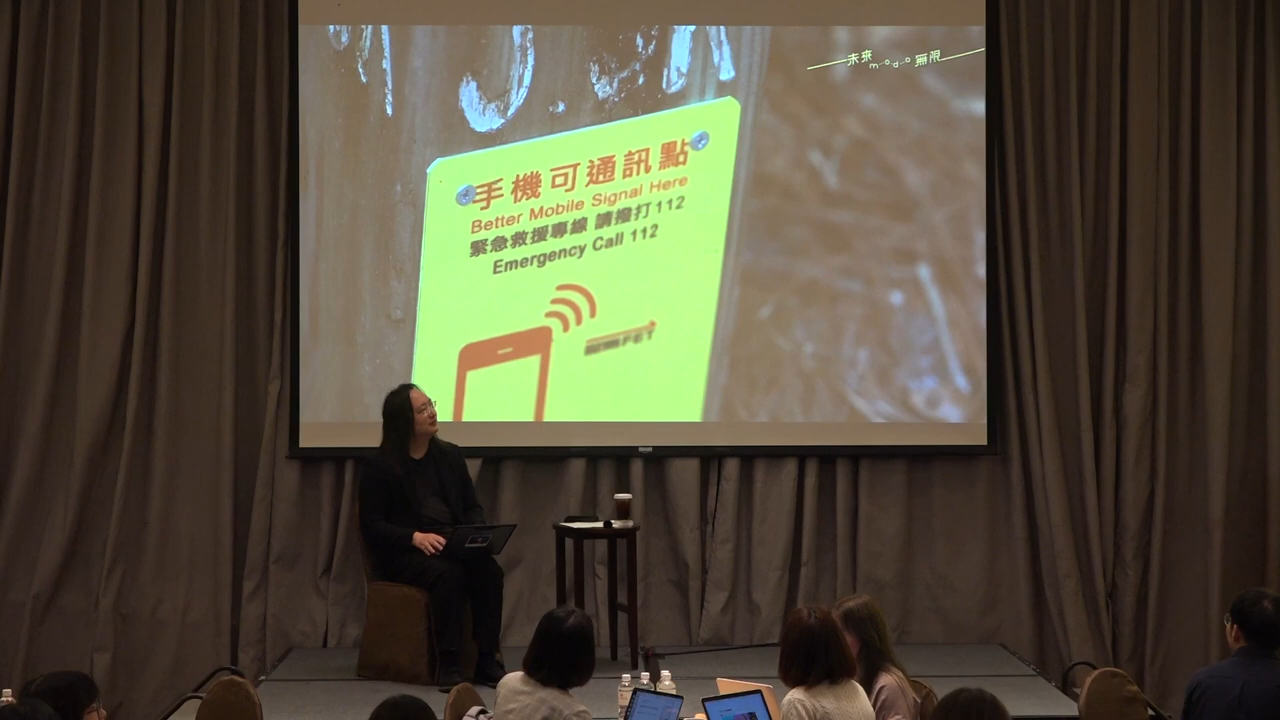 未來 moda 無限
手機可通訊點
Better Mobile Signal Here
緊急救援專線 請撥打112
Emergency Call 112